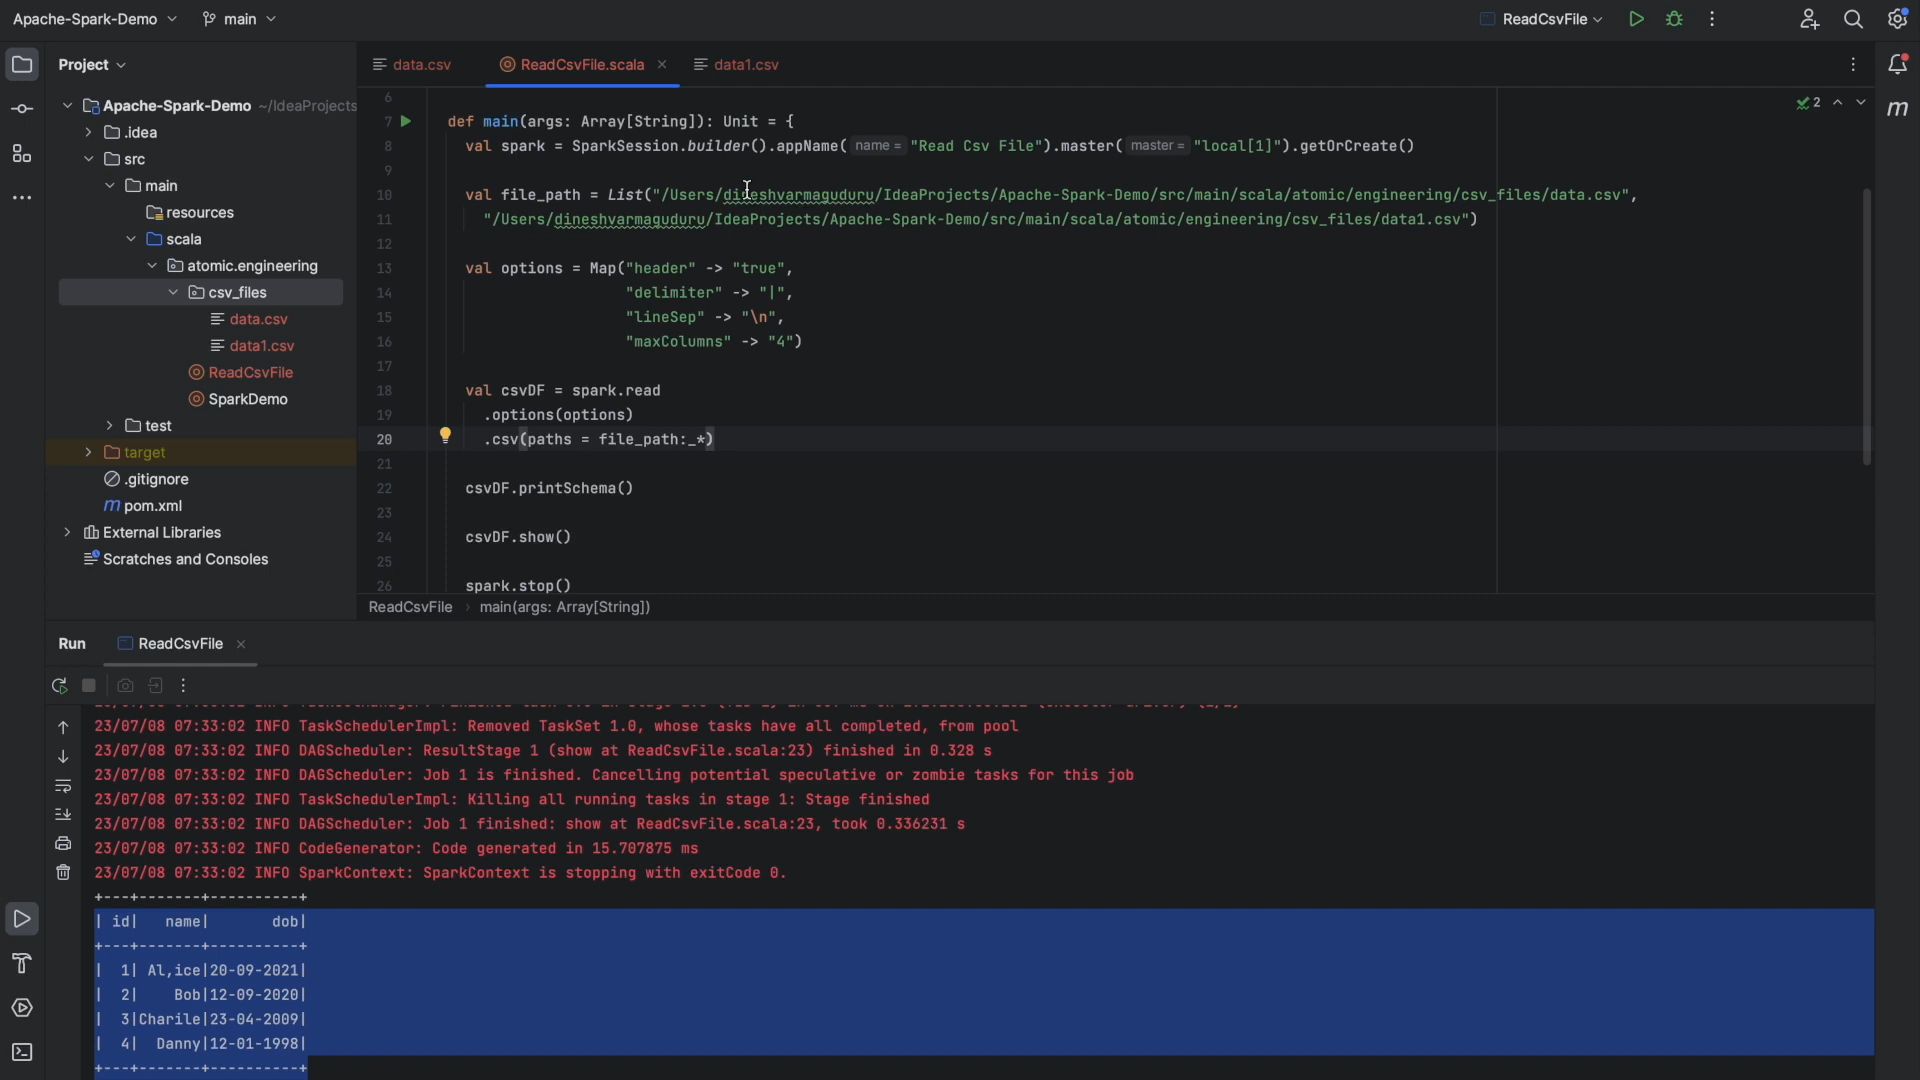 Apache-Spark-Demo main ReadCsvFile
Project data.csv ReadCsvFile.scala data1.csv
Apache-Spark-Demo ~/IdeaProjects
.idea
src
main
resources
scala
atomic.engineering
csv_files
data.csv
data1.csv
ReadCsvFile
SparkDemo
test
target
.gitignore
pom.xml
External Libraries
Scratches and Consoles
2
6
7 def main(args: Array[String]): Unit = {
8 val spark = SparkSession.builder().appName( name = "Read Csv File").master( master = "local[1]").getOrCreate()
9
10 val file_path = List("/Users/dineshvarmaguduru/IdeaProjects/Apache-Spark-Demo/src/main/scala/atomic/engineering/csv_files/data.csv",
11 "/Users/dineshvarmaguduru/IdeaProjects/Apache-Spark-Demo/src/main/scala/atomic/engineering/csv_files/data1.csv")
12
13 val options = Map("header" -> "true",
14 "delimiter" -> "|",
15 "lineSep" -> "\n",
16 "maxColumns" -> "4")
17
18 val csvDF = spark.read
19 .options(options)
20 .csv(paths = file_path:_*)
21
22 csvDF.printSchema()
23
24 csvDF.show()
25
26 spark.stop()
ReadCsvFile > main(args: Array[String])
Run ReadCsvFile
23/07/08 07:33:02 INFO TaskSchedulerImpl: Removed TaskSet 1.0, whose tasks have all completed, from pool
23/07/08 07:33:02 INFO DAGScheduler: ResultStage 1 (show at ReadCsvFile.scala:23) finished in 0.328 s
23/07/08 07:33:02 INFO DAGScheduler: Job 1 is finished. Cancelling potential speculative or zombie tasks for this job
23/07/08 07:33:02 INFO TaskSchedulerImpl: Killing all running tasks in stage 1: Stage finished
23/07/08 07:33:02 INFO DAGScheduler: Job 1 finished: show at ReadCsvFile.scala:23, took 0.336231 s
23/07/08 07:33:02 INFO CodeGenerator: Code generated in 15.707875 ms
23/07/08 07:33:02 INFO SparkContext: SparkContext is stopping with exitCode 0.
+---+-------+----------+
| id|   name|       dob|
+---+-------+----------+
|  1| Al,ice|20-09-2021|
|  2|    Bob|12-09-2020|
|  3|Charile|23-04-2009|
|  4|  Danny|12-01-1998|
+---+-------+----------+